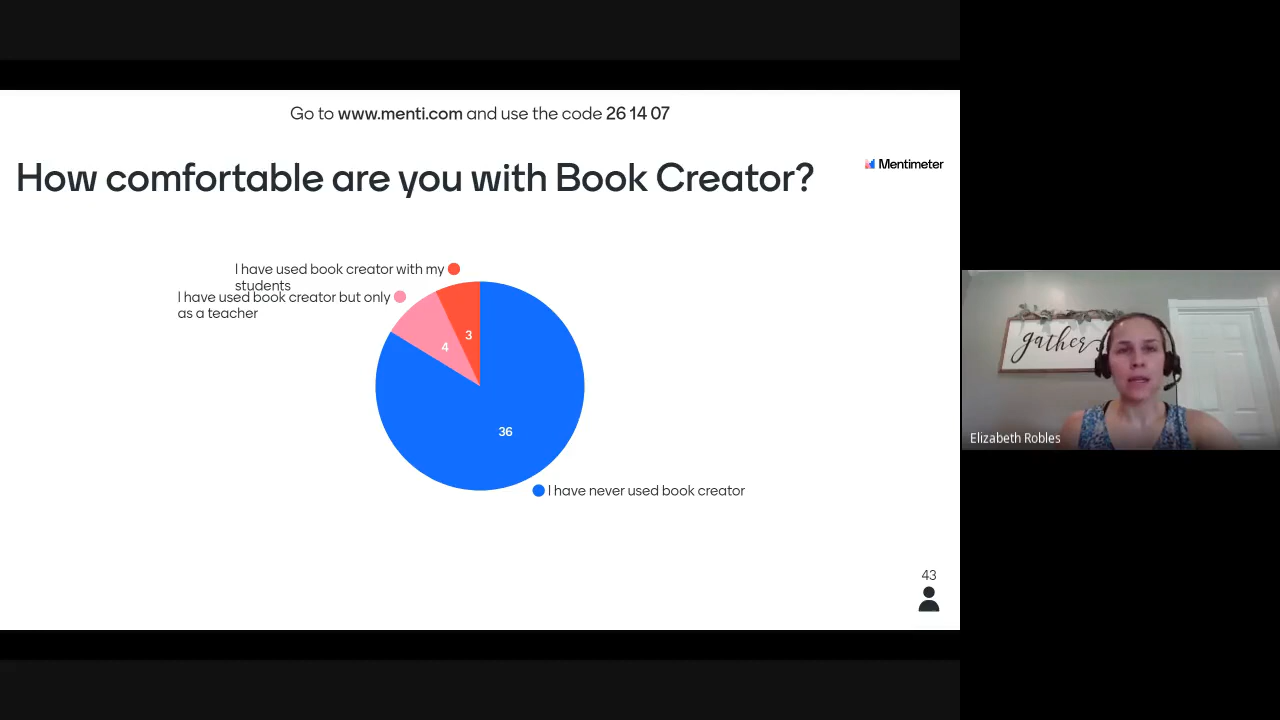 Go to www.menti.com and use the code 26 14 07
How comfortable are you with Book Creator?
Mentimeter
I have used book creator with my
students
I have used book creator but only
as a teacher
3
4
36
I have never used book creator
43
gather
Elizabeth Robles